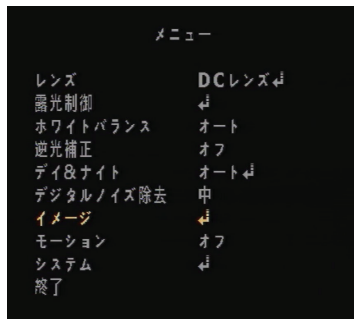 メニュー
レンズ DCレンズ↲
露光制御 ↲
ホワイトバランス オート
逆光補正 オフ
デイ&ナイト オート↲
デジタルノイズ除去 中
イメージ ↲
モーション オフ
システム ↲
終了